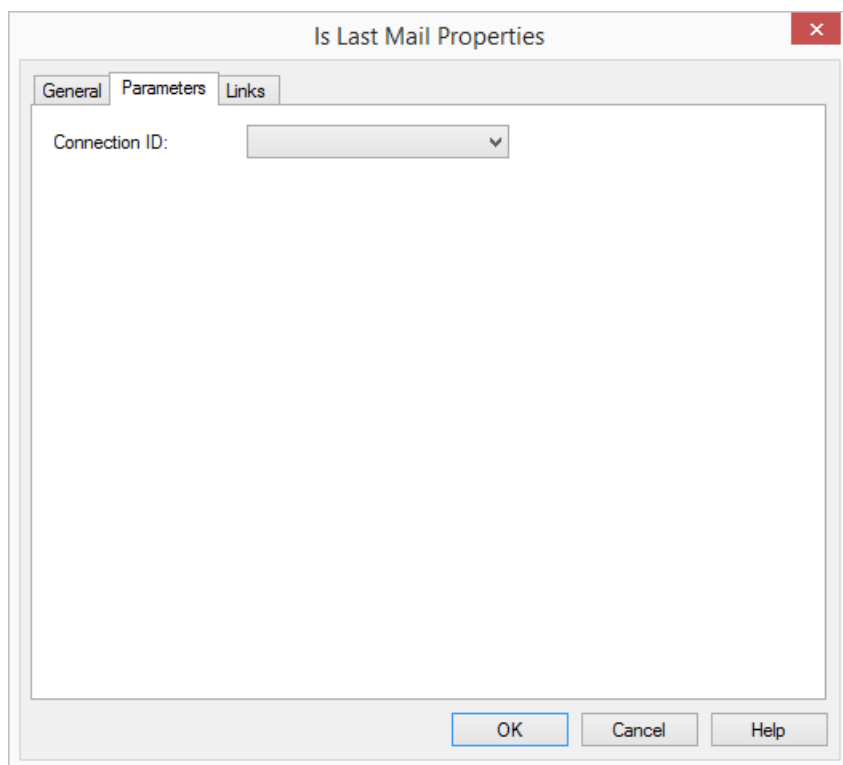 Is Last Mail Properties
General Parameters Links
Connection ID:
OK Cancel Help